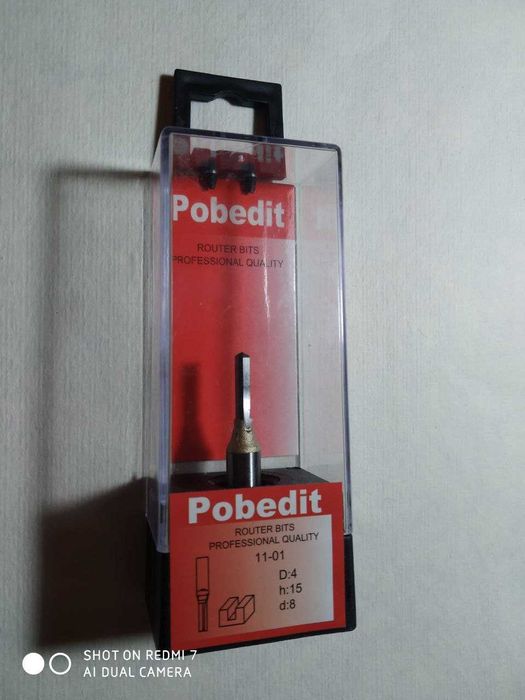 Pobedit
ROUTER BITS
PROFESSIONAL QUALITY
Pobedit
ROUTER BITS
PROFESSIONAL QUALITY
11-01
D:4
h:15
d:8
SHOT ON REDMI 7
AI DUAL CAMERA